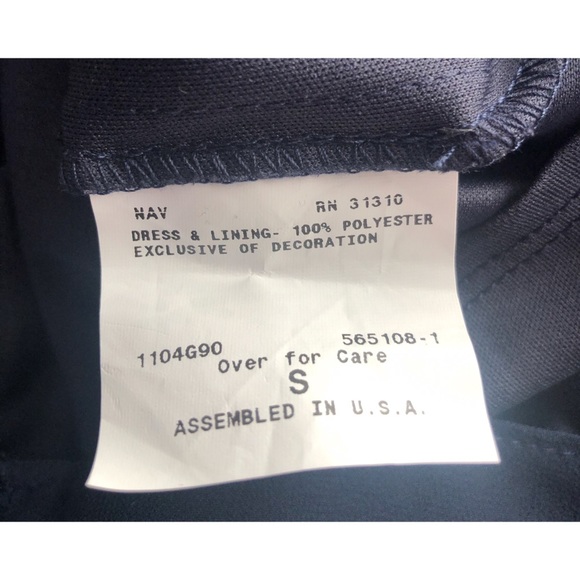 NAV RN 31310
DRESS & LINING- 100% POLYESTER
EXCLUSIVE OF DECORATION
1104G90 565108-1
Over for Care
S
ASSEMBLED IN U.S.A.